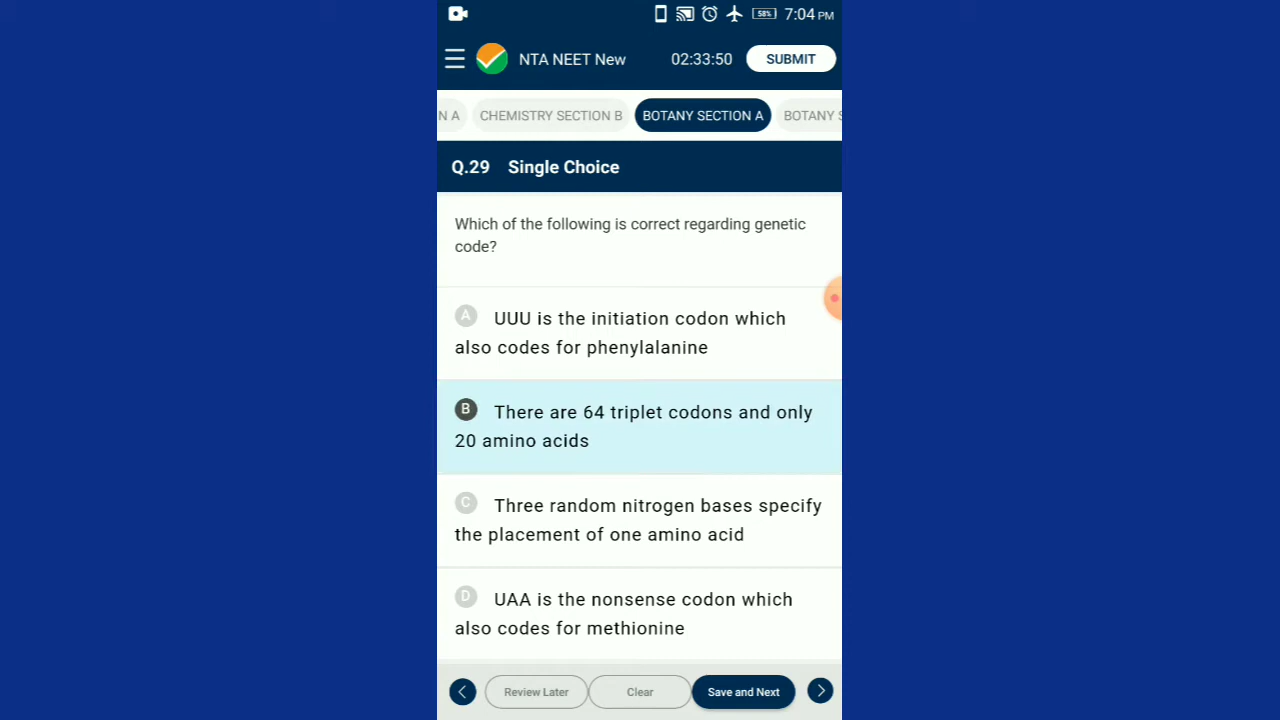 58% 7:04 PM
NTA NEET New 02:33:50 SUBMIT
N A CHEMISTRY SECTION B BOTANY SECTION A BOTANY S
Q.29 Single Choice
Which of the following is correct regarding genetic
code?
A UUU is the initiation codon which
also codes for phenylalanine
B There are 64 triplet codons and only
20 amino acids
C Three random nitrogen bases specify
the placement of one amino acid
D UAA is the nonsense codon which
also codes for methionine
Review Later Clear Save and Next